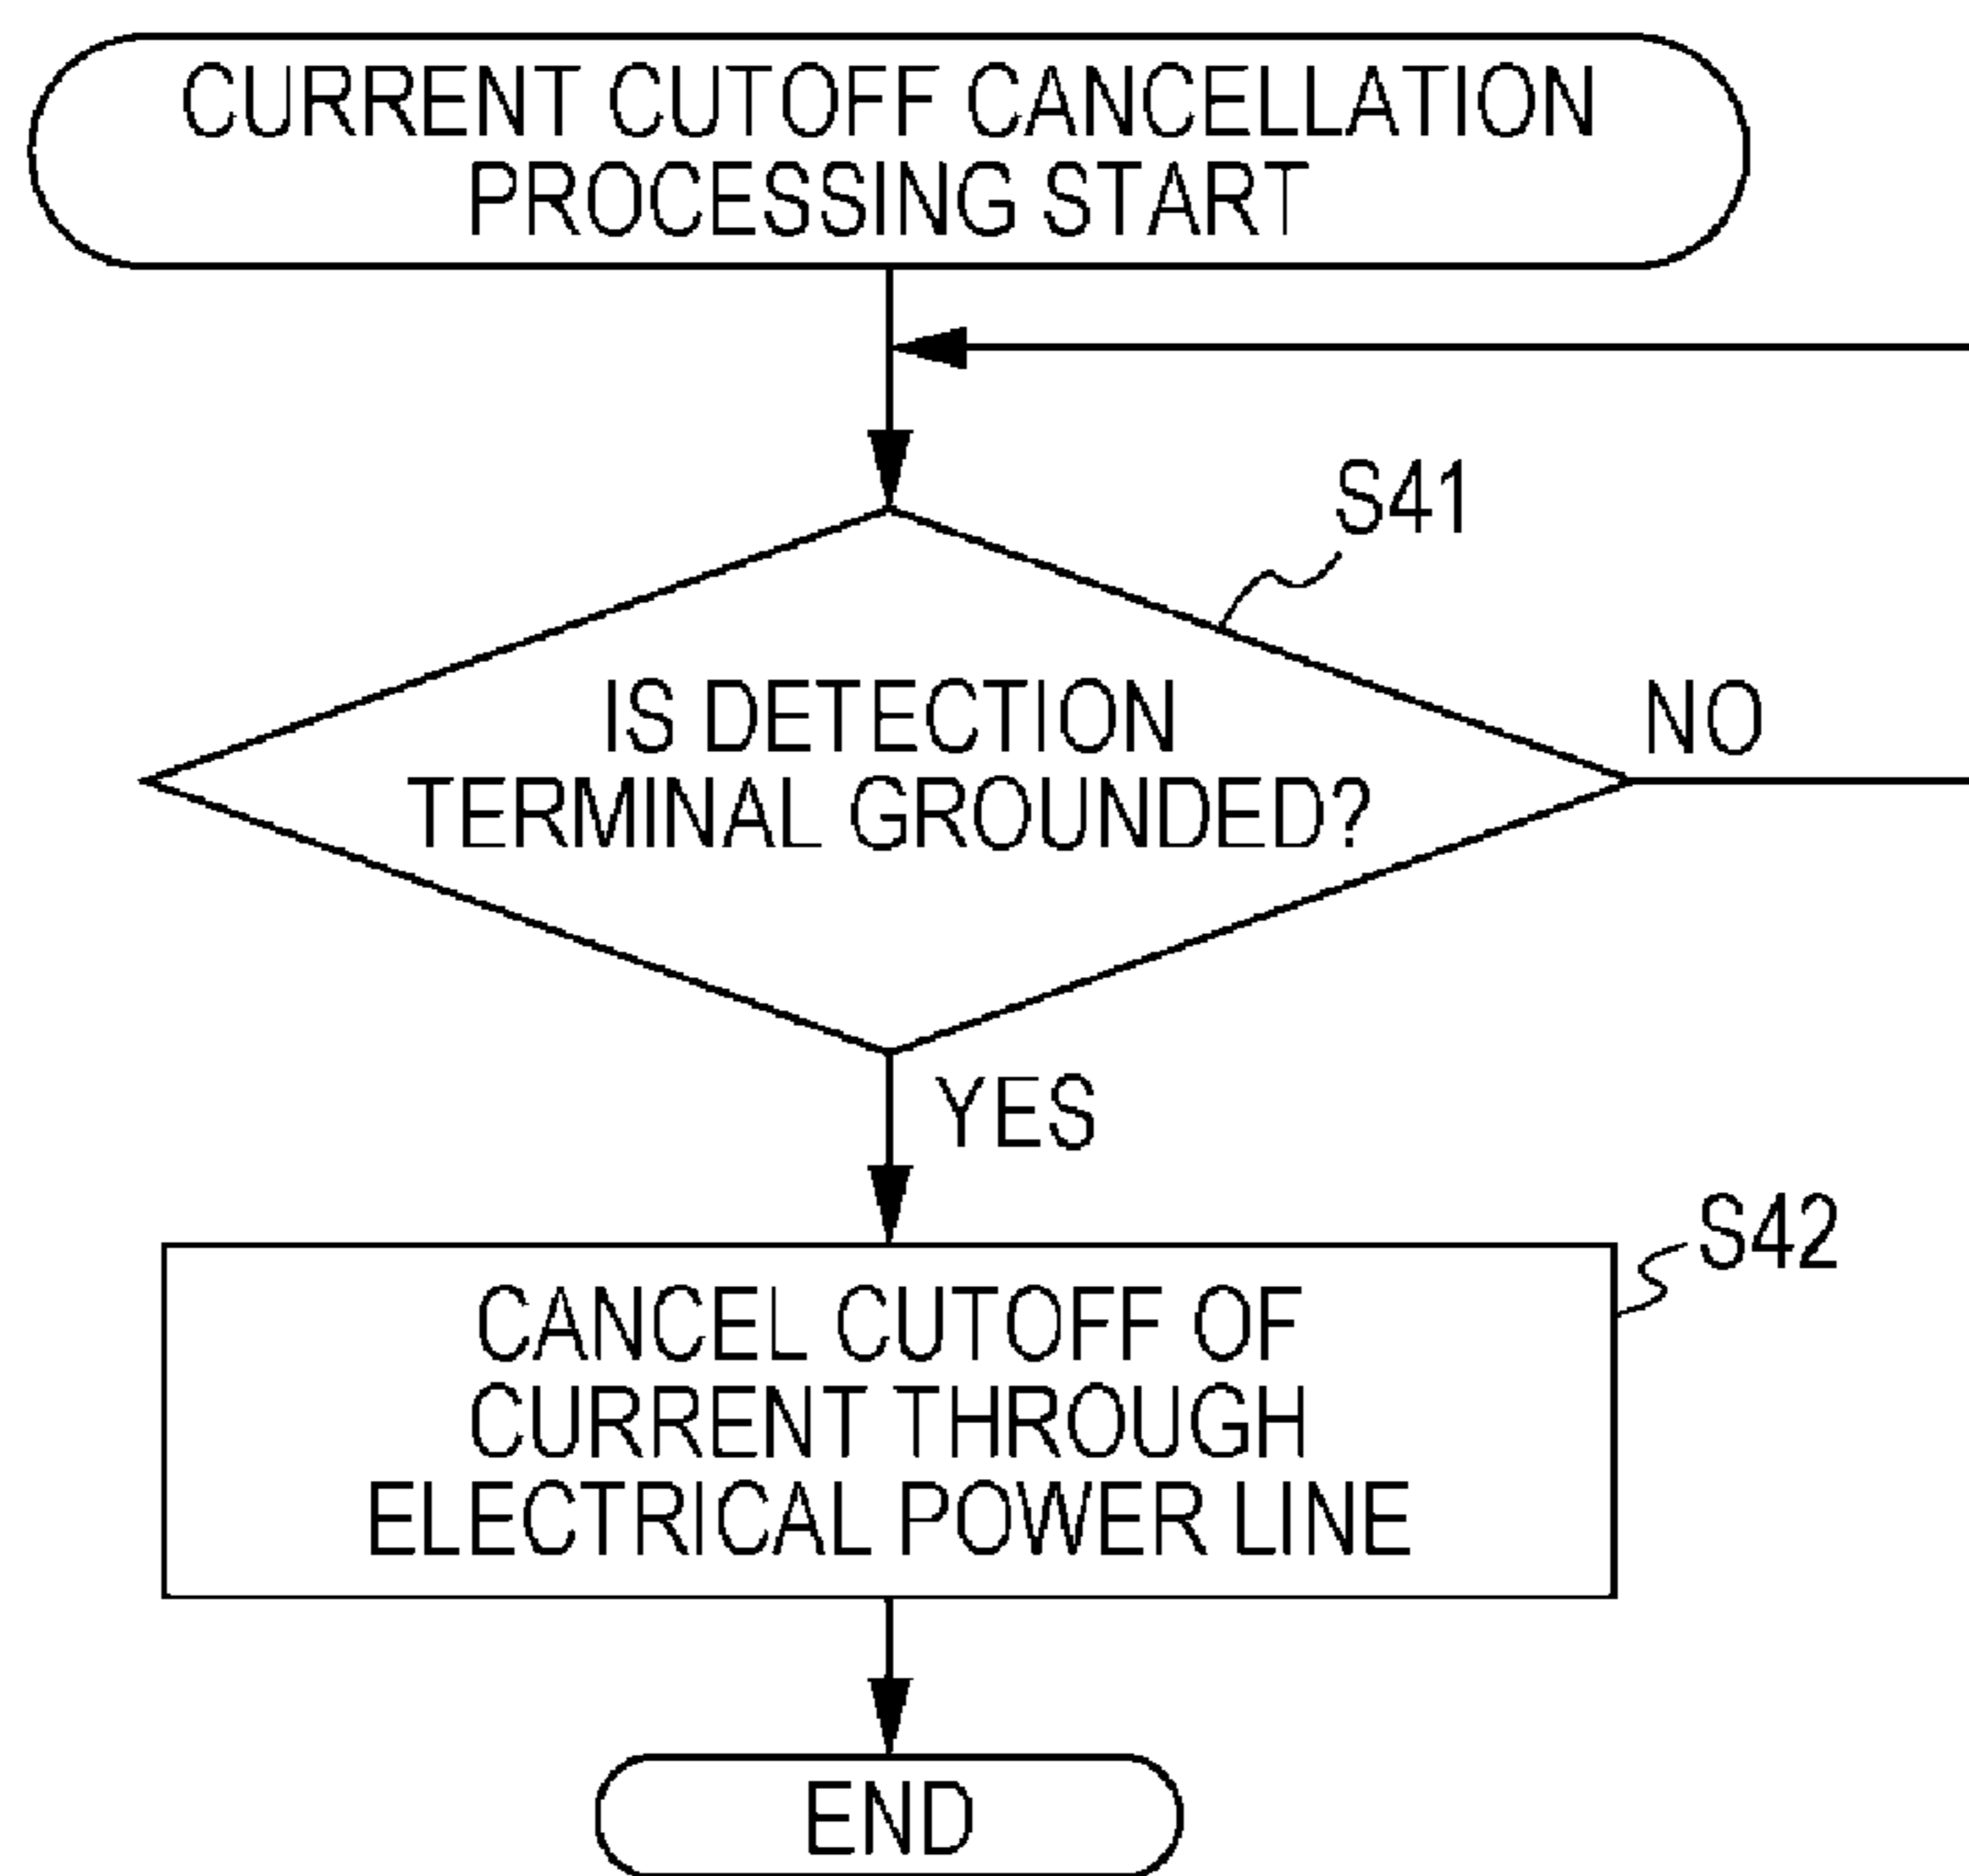 CURRENT CUTOFF CANCELLATION
PROCESSING START
S41
IS DETECTION
TERMINAL GROUNDED?
NO
YES
S42
CANCEL CUTOFF OF
CURRENT THROUGH
ELECTRICAL POWER LINE
END